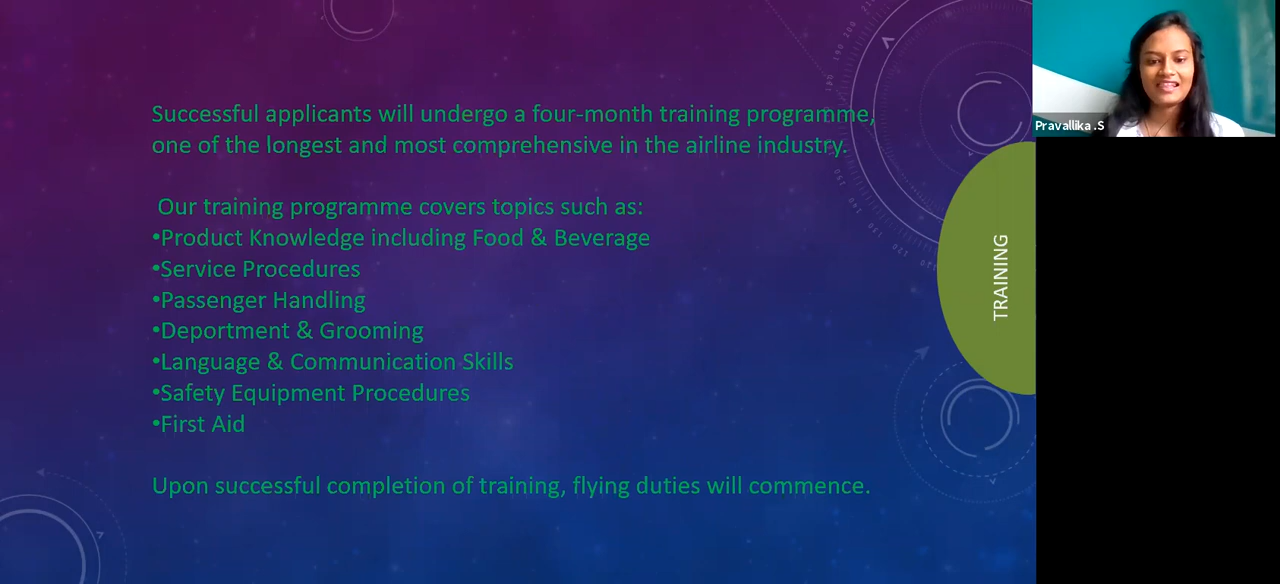 Successful applicants will undergo a four-month training programme,
one of the longest and most comprehensive in the airline industry.
Our training programme covers topics such as:
•Product Knowledge including Food & Beverage
•Service Procedures
•Passenger Handling
•Deportment & Grooming
•Language & Communication Skills
•Safety Equipment Procedures
•First Aid
Upon successful completion of training, flying duties will commence.
TRAINING
Pravallika .S